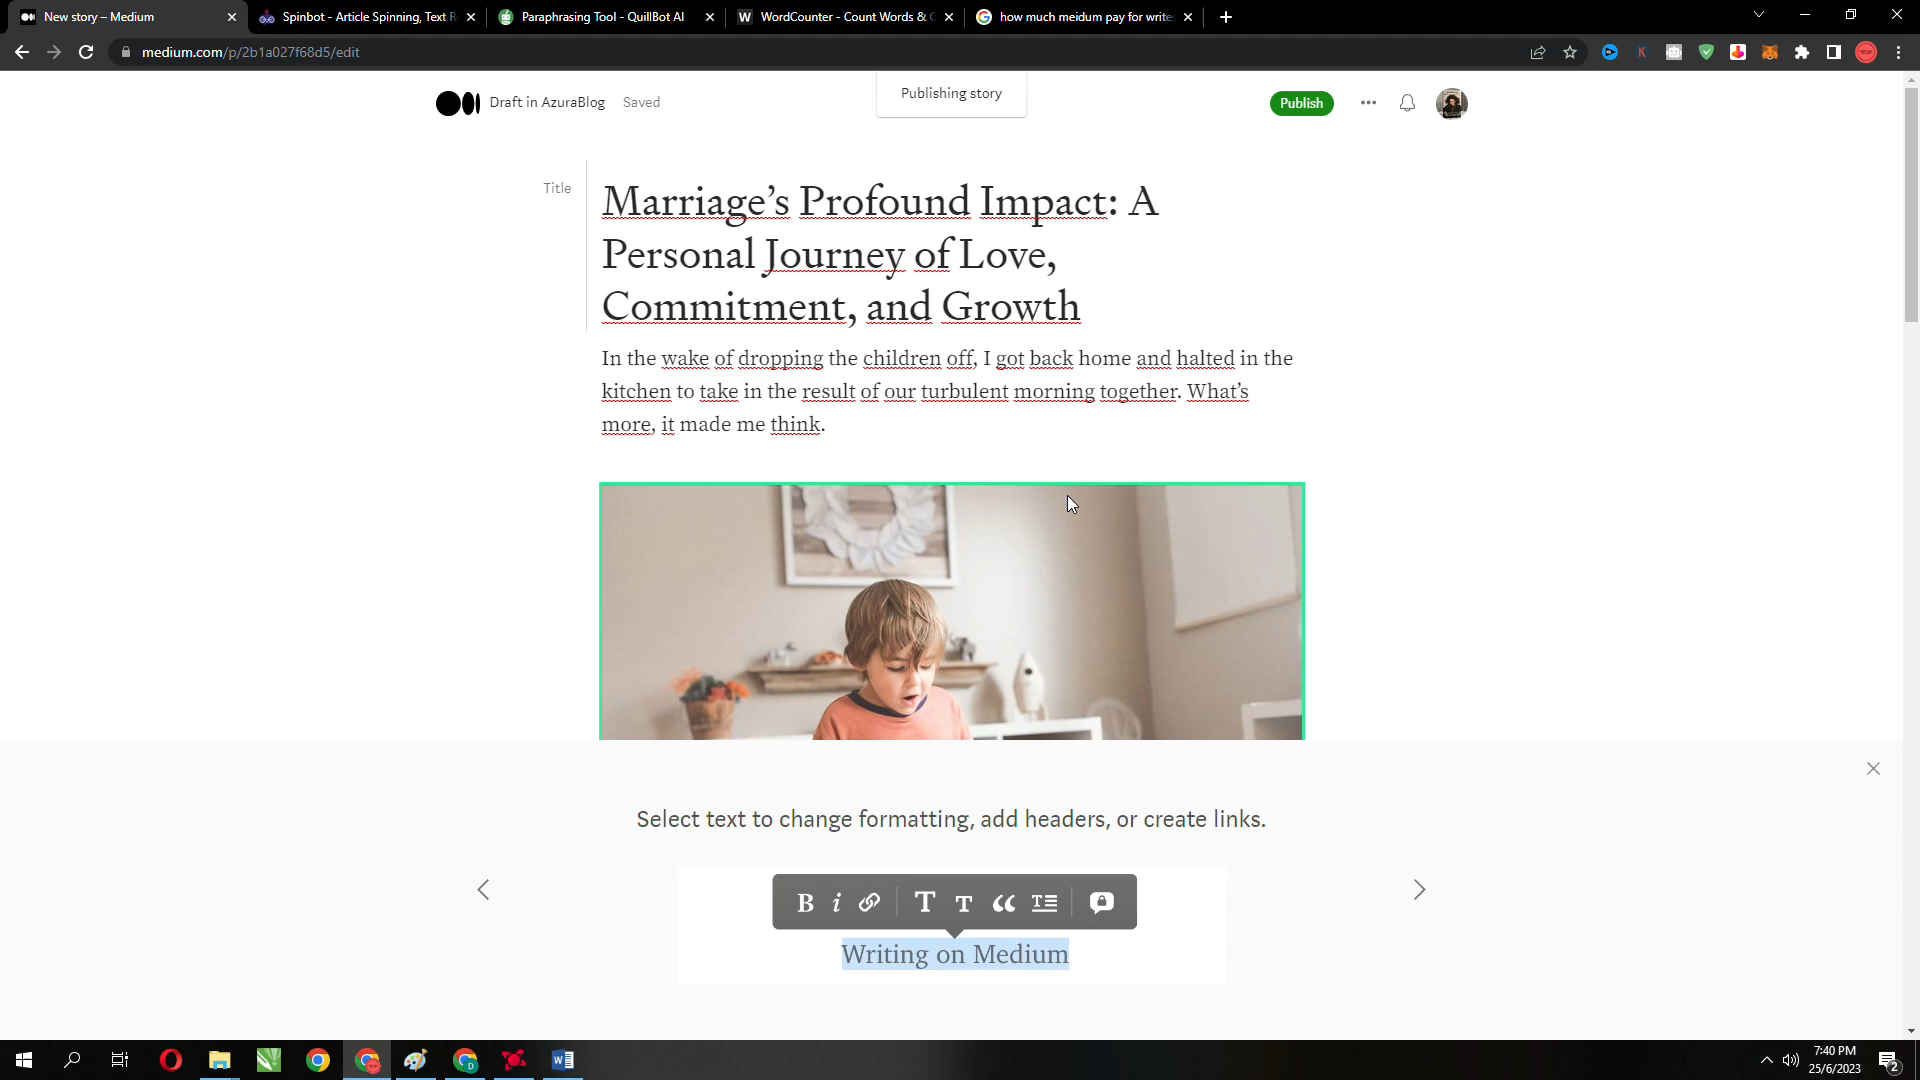 New story – Medium
Spinbot - Article Spinning, Text R
Paraphrasing Tool - QuillBot AI
WordCounter - Count Words & C
how much meidum pay for write
medium.com/p/2b1a027f68d5/edit
Draft in AzuraBlog
Saved
Publishing story
Publish
Title
Marriage’s Profound Impact: A
Personal Journey of Love,
Commitment, and Growth
In the wake of dropping the children off, I got back home and halted in the
kitchen to take in the result of our turbulent morning together. What’s
more, it made me think.
Select text to change formatting, add headers, or create links.
B i T T
Writing on Medium
7:40 PM
25/6/2023
2